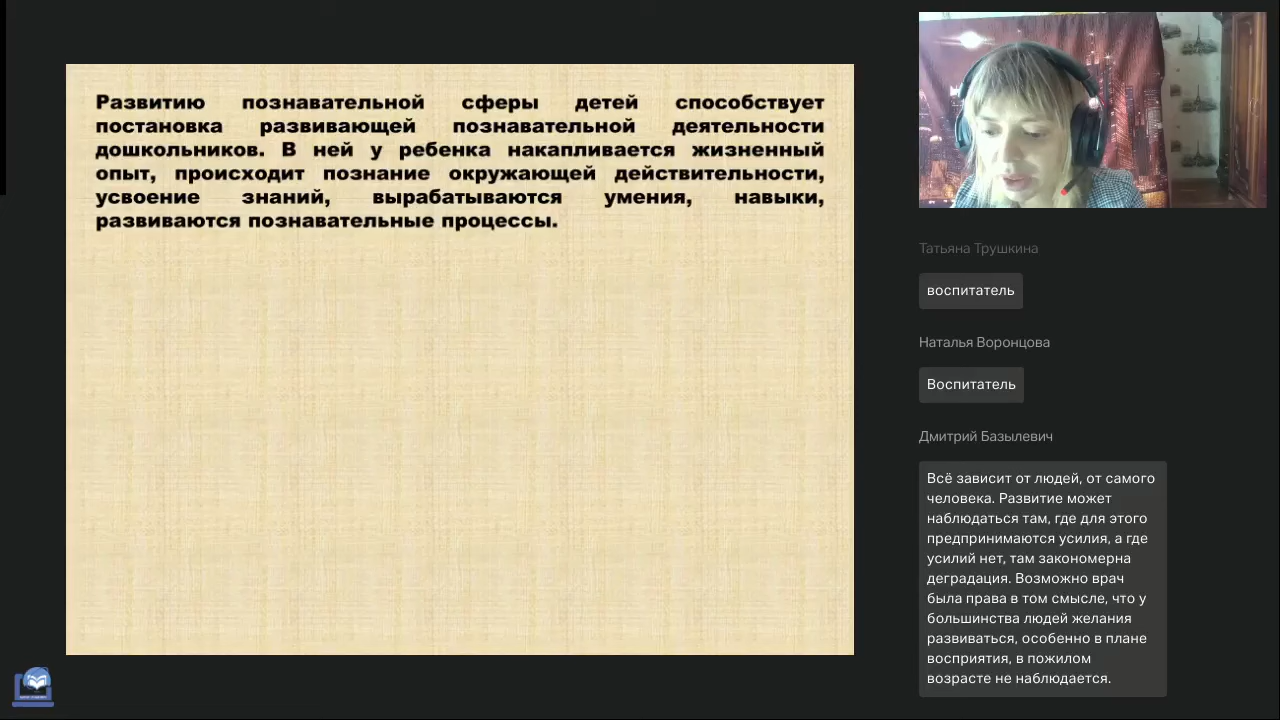 Развитию познавательной сферы детей способствует
постановка развивающей познавательной деятельности
дошкольников. В ней у ребенка накапливается жизненный
опыт, происходит познание окружающей действительности,
усвоение знаний, вырабатываются умения, навыки,
развиваются познавательные процессы.
Татьяна Трушкина
воспитатель
Наталья Воронцова
Воспитатель
Дмитрий Базылевич
Всё зависит от людей, от самого
человека. Развитие может
наблюдаться там, где для этого
предпринимаются усилия, а где
усилий нет, там закономерна
деградация. Возможно врач
была права в том смысле, что у
большинства людей желания
развиваться, особенно в плане
восприятия, в пожилом
возрасте не наблюдается.